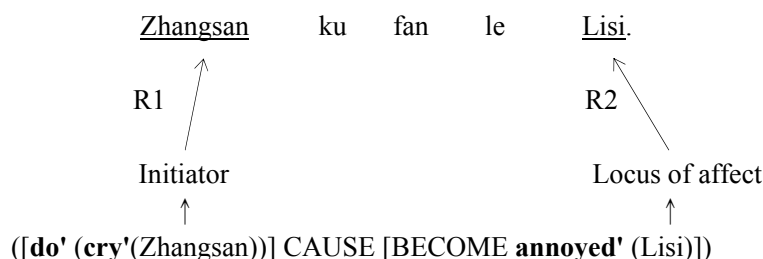 Zhangsan ku fan le Lisi.
R1 R2
Initiator Locus of affect
([do' (cry'(Zhangsan))] CAUSE [BECOME annoyed' (Lisi)])